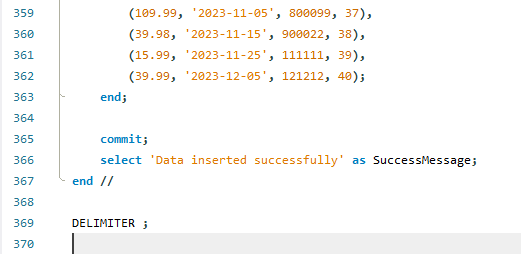 359 (109.99, '2023-11-05', 800099, 37),
360 (39.98, '2023-11-15', 900022, 38),
361 (15.99, '2023-11-25', 111111, 39),
362 (39.99, '2023-12-05', 121212, 40);
363 end;
364
365 commit;
366 select 'Data inserted successfully' as SuccessMessage;
367 end //
368
369 DELIMITER ;
370